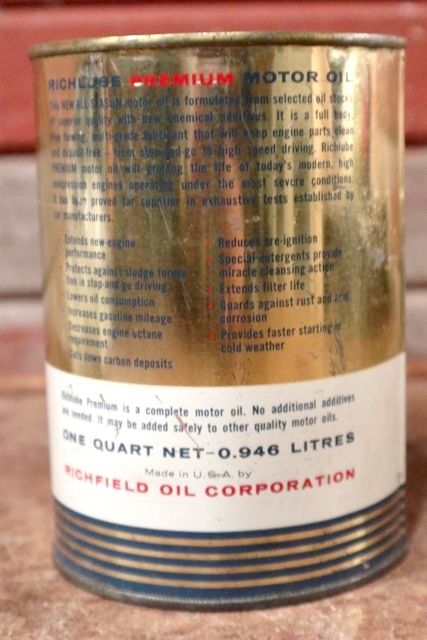 RICHLUBE PREMIUM MOTOR OIL
This NEW ALL-SEASON motor oil is formulated from selected oil stocks
of superior quality with new chemical additives. It is a full body,
free flowing, multi-grade lubricant that will keep engine parts clean
and deposit-free — from stop-and-go to high speed driving. Richlube
PREMIUM motor oil will prolong the life of today's modern, high
compression engines operating under the most severe conditions.
It has been proved far superior in exhaustive tests established by
car manufacturers.
Extends new engine
performance
Protects against sludge forma-
tion in stop-and-go driving
Lowers oil consumption
Increases gasoline mileage
Decreases engine octane
requirement
Cuts down carbon deposits
Reduces pre-ignition
Special detergents provide
miracle cleansing action
Extends filter life
Guards against rust and acid
corrosion
Provides faster starting in
cold weather
Richlube Premium is a complete motor oil. No additional additives
are needed. It may be added safely to other quality motor oils.
ONE QUART NET–0.946 LITRES
Made in U.S.A. by
RICHFIELD OIL CORPORATION